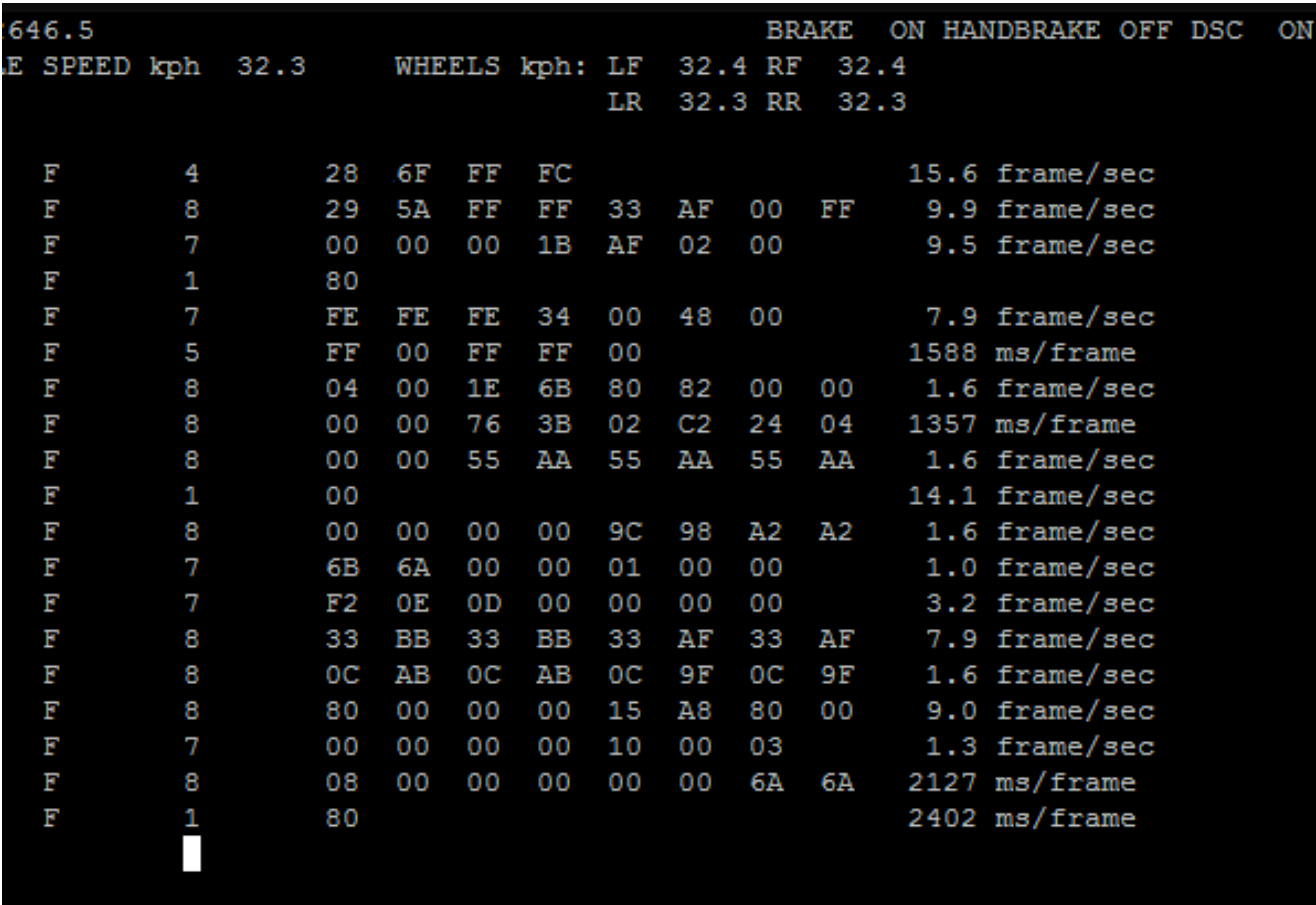 646.5 BRAKE ON HANDBRAKE OFF DSC ON
E SPEED kph 32.3 WHEELS kph: LF 32.4 RF 32.4
LR 32.3 RR 32.3
F 4 28 6F FF FC 15.6 frame/sec
F 8 29 5A FF FF 33 AF 00 FF 9.9 frame/sec
F 7 00 00 00 1B AF 02 00 9.5 frame/sec
F 1 80
F 7 FE FE FE 34 00 48 00 7.9 frame/sec
F 5 FF 00 FF FF 00 1588 ms/frame
F 8 04 00 1E 6B 80 82 00 00 1.6 frame/sec
F 8 00 00 76 3B 02 C2 24 04 1357 ms/frame
F 8 00 00 55 AA 55 AA 55 AA 1.6 frame/sec
F 1 00 14.1 frame/sec
F 8 00 00 00 00 9C 98 A2 A2 1.6 frame/sec
F 7 6B 6A 00 00 01 00 00 1.0 frame/sec
F 7 F2 0E 0D 00 00 00 00 3.2 frame/sec
F 8 33 BB 33 BB 33 AF 33 AF 7.9 frame/sec
F 8 0C AB 0C AB 0C 9F 0C 9F 1.6 frame/sec
F 8 80 00 00 00 15 A8 80 00 9.0 frame/sec
F 7 00 00 00 00 10 00 03 1.3 frame/sec
F 8 08 00 00 00 00 00 6A 6A 2127 ms/frame
F 1 80 2402 ms/frame